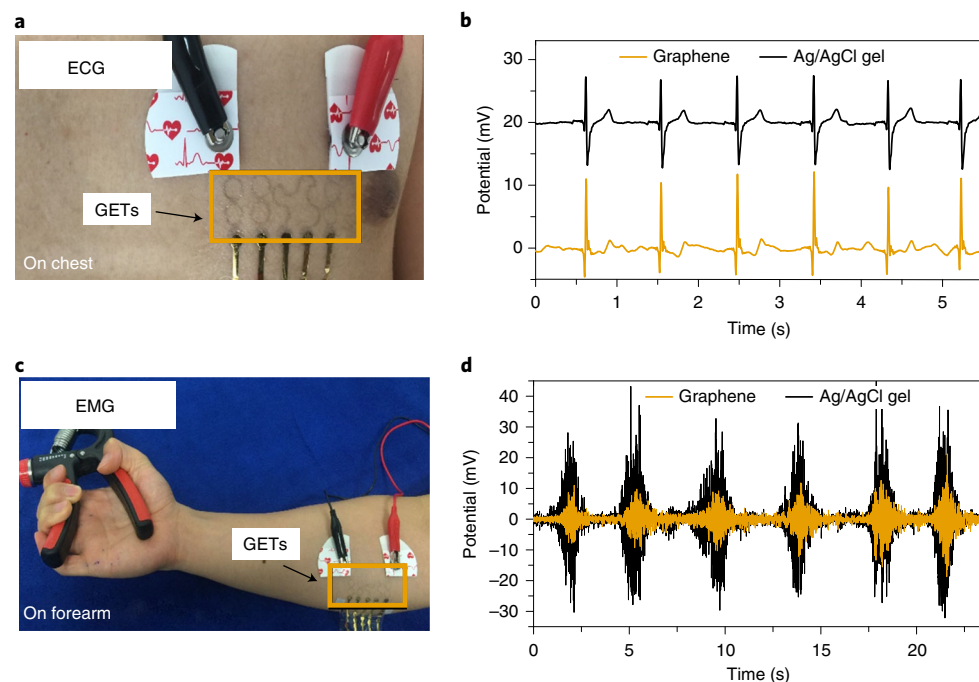 a
ECG
GETs
On chest
b
Graphene
Ag/AgCl gel
30
20
10
0
Potential (mV)
0
1
2
3
4
5
Time (s)
c
EMG
GETs
On forearm
d
Graphene
Ag/AgCl gel
40
30
20
10
0
−10
−20
−30
Potential (mV)
0
5
10
15
20
Time (s)